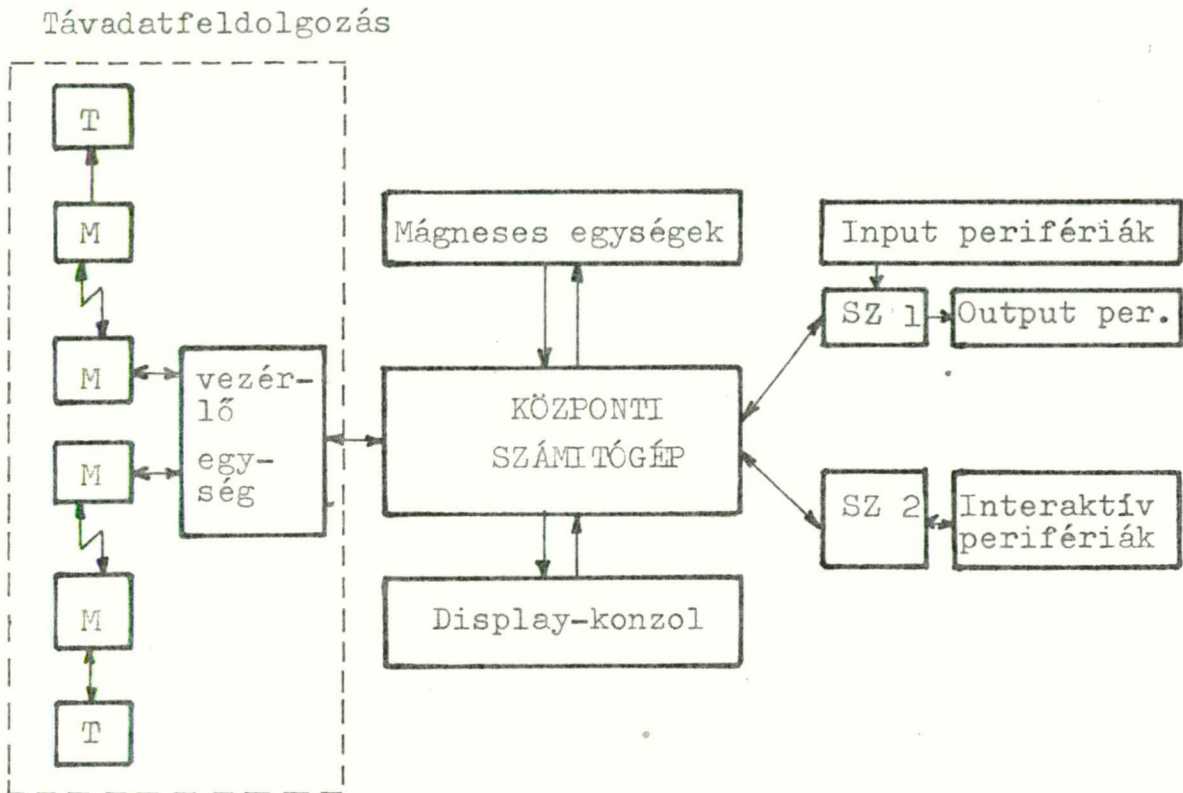 Távadatfeldolgozás
T
M
M
M
M
T
vezér-
lő
egy-
ség
Mágneses egységek
KÖZPONTI
SZÁMITÓGÉP
Display-konzol
Input perifériák
SZ 1
Output per.
SZ 2
Interaktív
perifériák